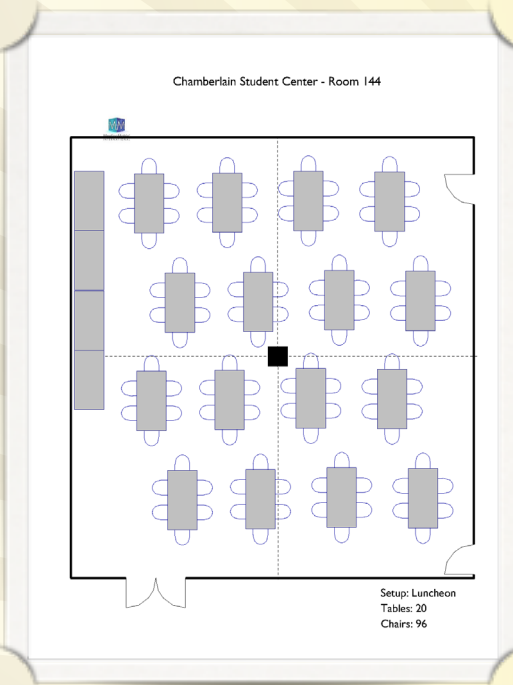 Chamberlain Student Center - Room 144
Setup: Luncheon
Tables: 20
Chairs: 96